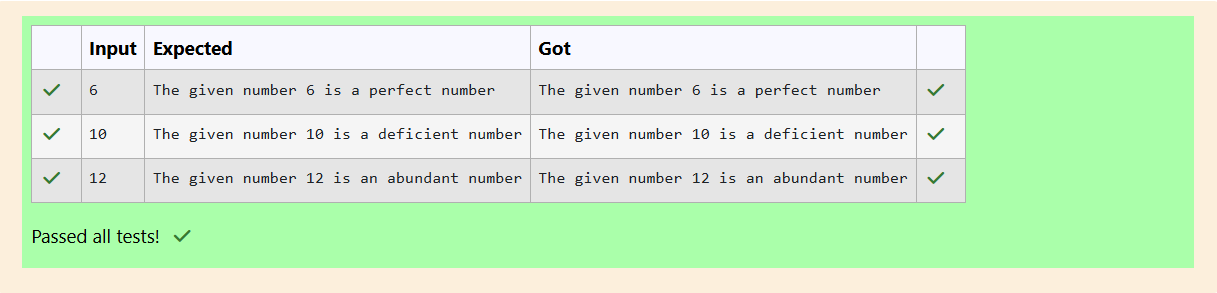 Input Expected Got
6 The given number 6 is a perfect number The given number 6 is a perfect number
10 The given number 10 is a deficient number The given number 10 is a deficient number
12 The given number 12 is an abundant number The given number 12 is an abundant number
Passed all tests!